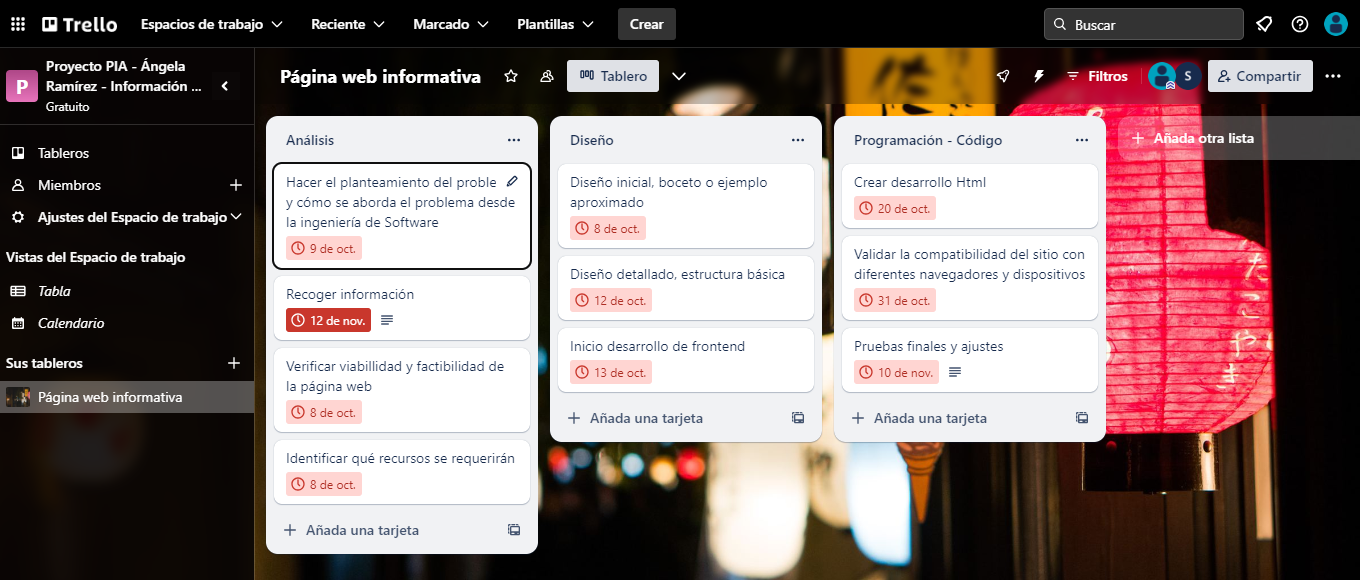 Trello
Espacios de trabajo
Reciente
Marcado
Plantillas
Crear
Buscar
P
Proyecto PIA - Ángela
Ramírez - Información ...
Gratuito
Tableros
Miembros
Ajustes del Espacio de trabajo
Vistas del Espacio de trabajo
Tabla
Calendario
Sus tableros
Página web informativa
Página web informativa
Tablero
Filtros
S
Compartir
Análisis
Hacer el planteamiento del proble
y cómo se aborda el problema desde
la ingeniería de Software
9 de oct.
Recoger información
12 de nov.
Verificar viabillidad y factibilidad de
la página web
8 de oct.
Identificar qué recursos se requerirán
8 de oct.
Añada una tarjeta
Diseño
Diseño inicial, boceto o ejemplo
aproximado
8 de oct.
Diseño detallado, estructura básica
12 de oct.
Inicio desarrollo de frontend
13 de oct.
Añada una tarjeta
Programación - Código
Crear desarrollo Html
20 de oct.
Validar la compatibilidad del sitio con
diferentes navegadores y dispositivos
31 de oct.
Pruebas finales y ajustes
10 de nov.
Añada una tarjeta
Añada otra lista